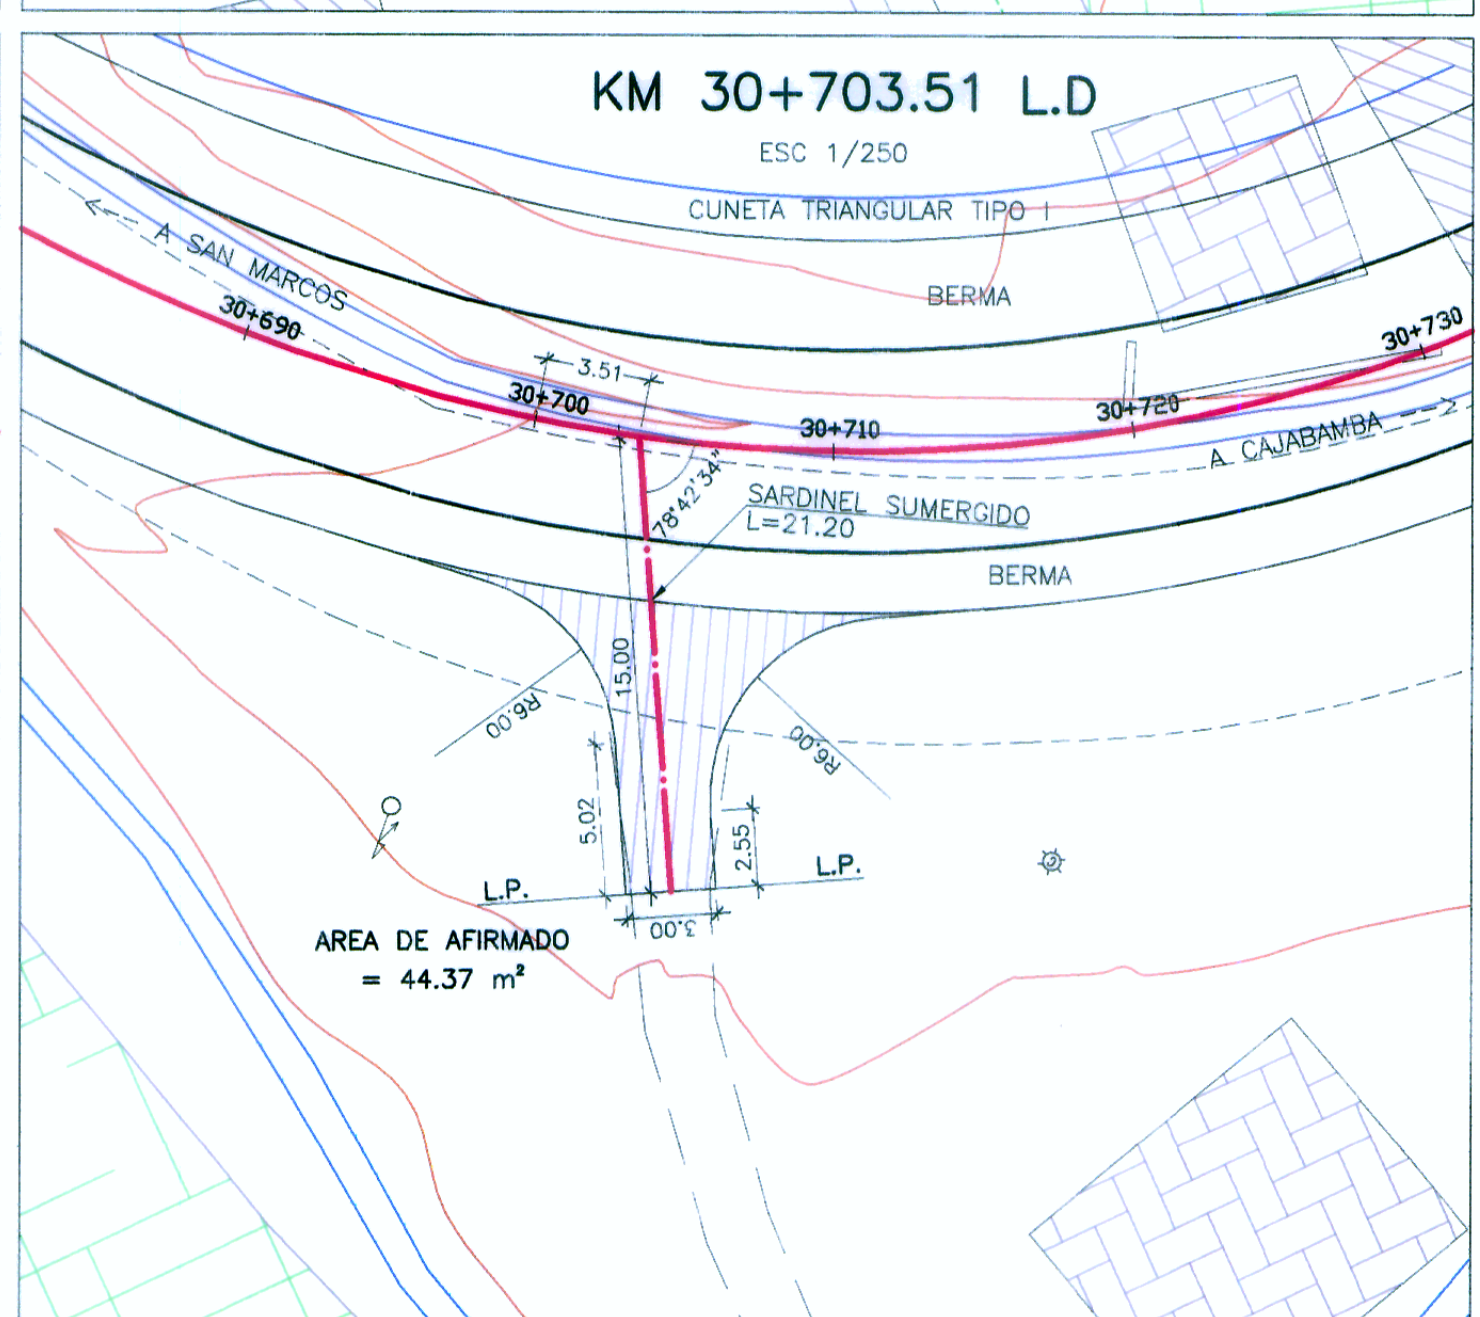 KM 30+703.51 L.D
ESC 1/250
CUNETA TRIANGULAR TIPO I
A SAN MARCOS
BERMA
30+690
30+730
3.51
30+700
30+720
30+710
A CAJABAMBA
78°42'34"
SARDINEL SUMERGIDO
L=21.20
BERMA
15.00
R6.00
R6.00
5.02
2.55
L.P.
L.P.
3.00
AREA DE AFIRMADO
= 44.37 m²